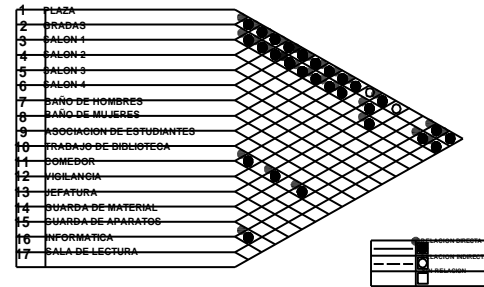 1 PLAZA
2 GRADAS
3 SALON 1
4 SALON 2
5 SALON 3
6 SALON 4
7 BAÑO DE HOMBRES
8 BAÑO DE MUJERES
9 ASOCIACION DE ESTUDIANTES
10 TRABAJO DE BIBLIOTECA
11 COMEDOR
12 VIGILANCIA
13 JEFATURA
14 GUARDA DE MATERIAL
15 GUARDA DE APARATOS
16 INFORMATICA
17 SALA DE LECTURA
RELACION DIRECTA
RELACION INDIRECT
RELACION